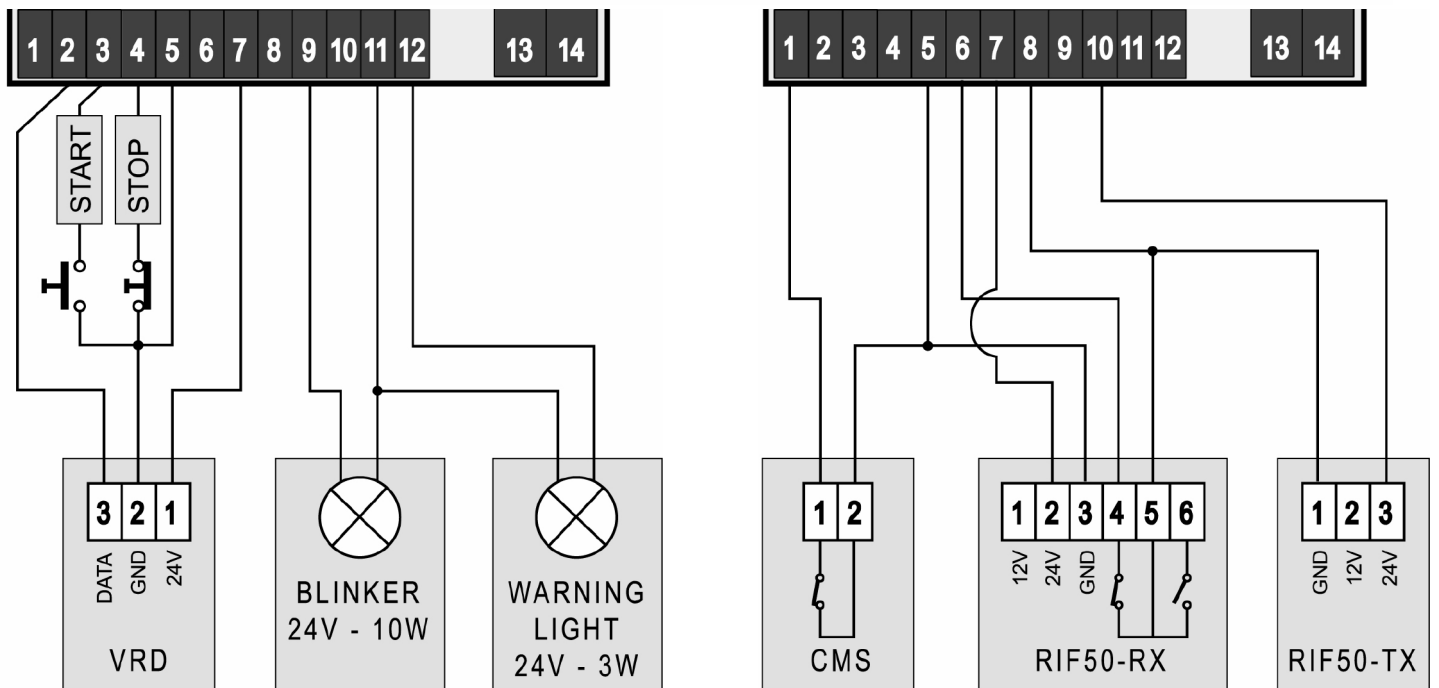 1 2 3 4 5 6 7 8 9 10 11 12 13 14
START
STOP
3 2 1
DATA
GND
24V
VRD
BLINKER
24V - 10W
WARNING
LIGHT
24V - 3W
1 2 3 4 5 6 7 8 9 10 11 12 13 14
1 2
CMS
1 2 3 4 5 6
12V
24V
GND
RIF50-RX
1 2 3
GND
12V
24V
RIF50-TX